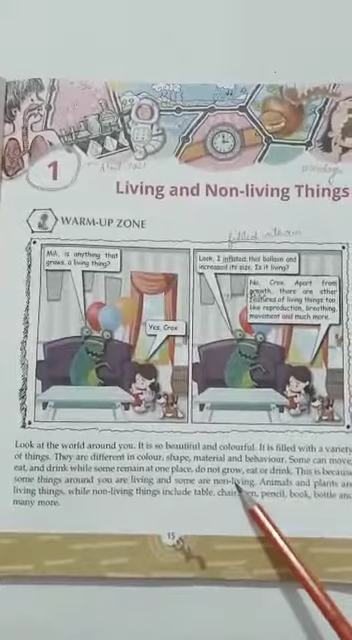 1
Living and Non-living Things
WARM-UP ZONE
Mia, is anything that
grows, a living thing?
Yes, Crox
Look, I inflated this balloon and
increased its size. Is it living?
No, Crox. Apart from
growth, there are other
features of living things too
like reproduction, breathing,
movement and much more.
Look at the world around you. It is so beautiful and colourful. It is filled with a variety
of things. They are different in colour, shape, material and behaviour. Some can move,
eat, and drink while some remain at one place, do not grow, eat or drink. This is because
some things around you are living and some are non-living. Animals and plants are
living things, while non-living things include table, chair, pencil, book, bottle and
many more.
15